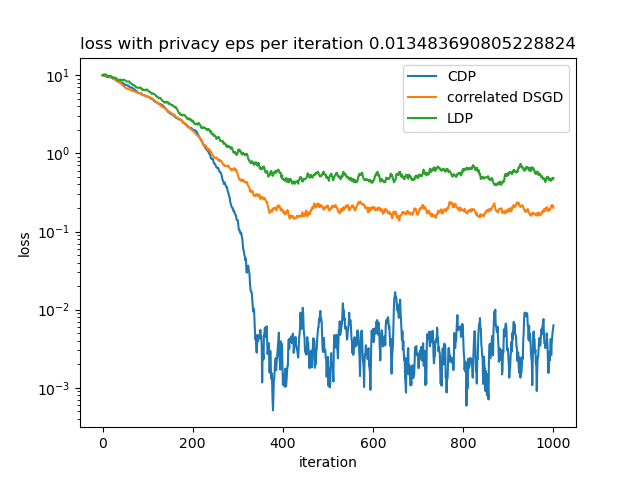 loss with privacy eps per iteration 0.013483690805228824
CDP
correlated DSGD
LDP
10^1
10^0
10^−1
10^−2
10^−3
loss
0 200 400 600 800 1000
iteration